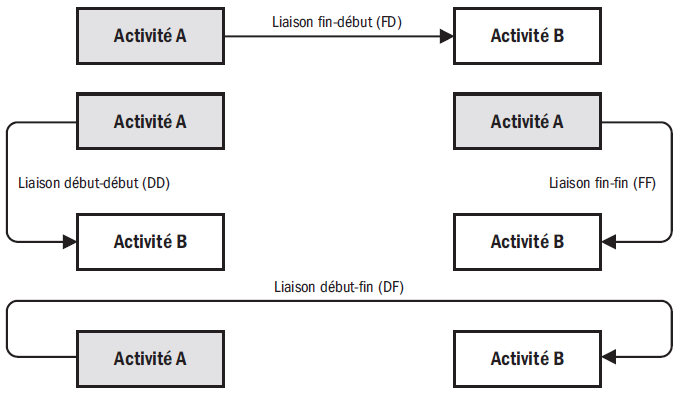 Activité A
Liaison fin-début (FD)
Activité B
Activité A
Activité A
Liaison début-début (DD)
Liaison fin-fin (FF)
Activité B
Activité B
Liaison début-fin (DF)
Activité A
Activité B